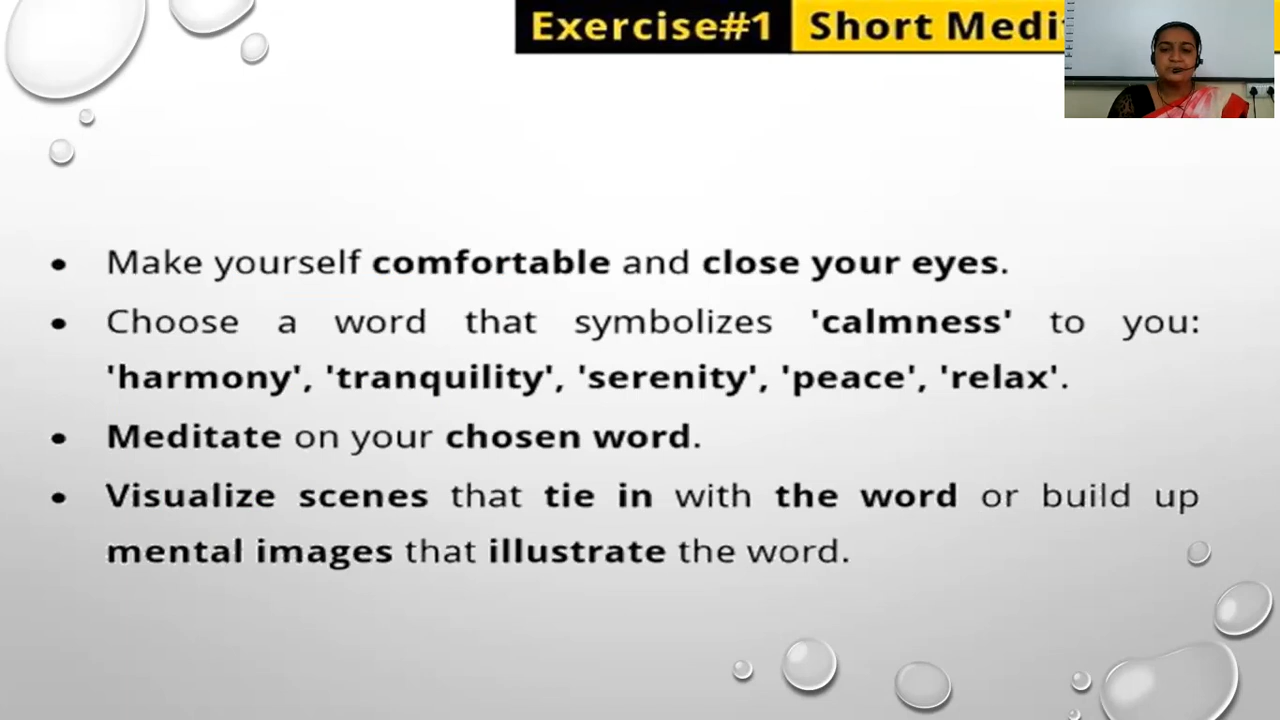 Exercise#1 Short Medi
• Make yourself comfortable and close your eyes.
• Choose a word that symbolizes 'calmness' to you:
'harmony', 'tranquility', 'serenity', 'peace', 'relax'.
• Meditate on your chosen word.
• Visualize scenes that tie in with the word or build up
mental images that illustrate the word.